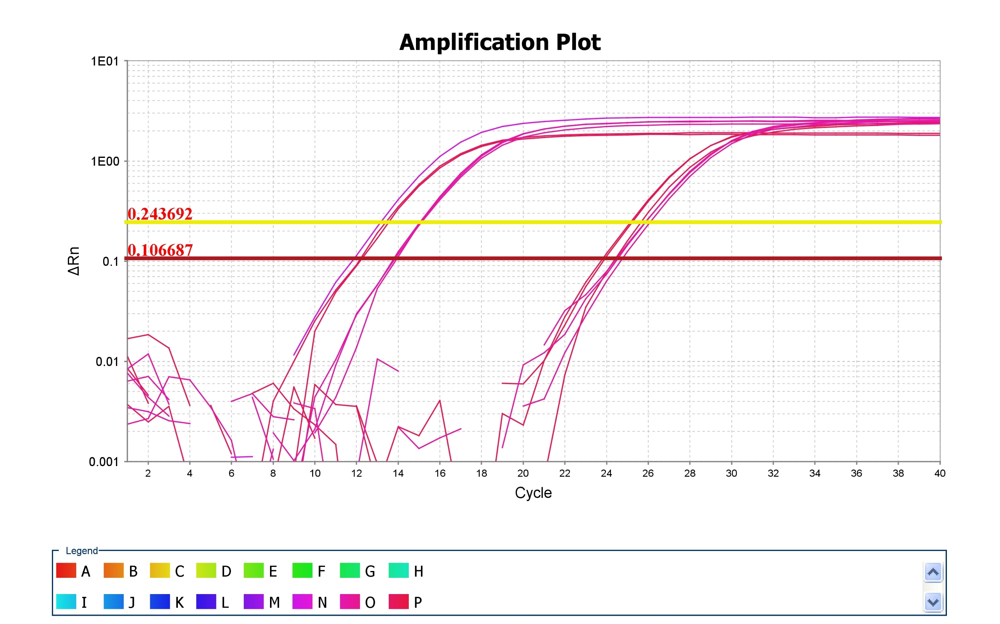 Amplification Plot
1E01
1E00
0.243692
0.106687
0.1
0.01
0.001
ΔRn
2 4 6 8 10 12 14 16 18 20 22 24 26 28 30 32 34 36 38 40
Cycle
Legend
A B C D E F G H
I J K L M N O P